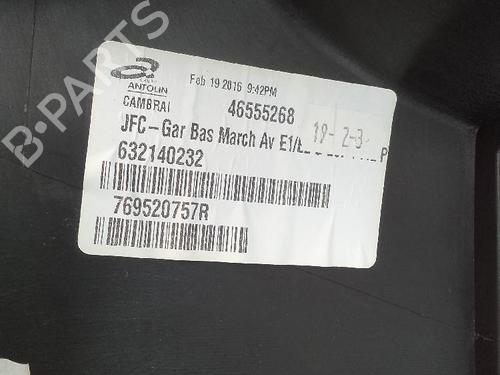 B-PARTS
Feb 19 2016 9:42PM
ANTOLIN
CAMBRAI
46555268
19-2-3-
JFC-Gar Bas March Av E1/
P
632140232
769520757R